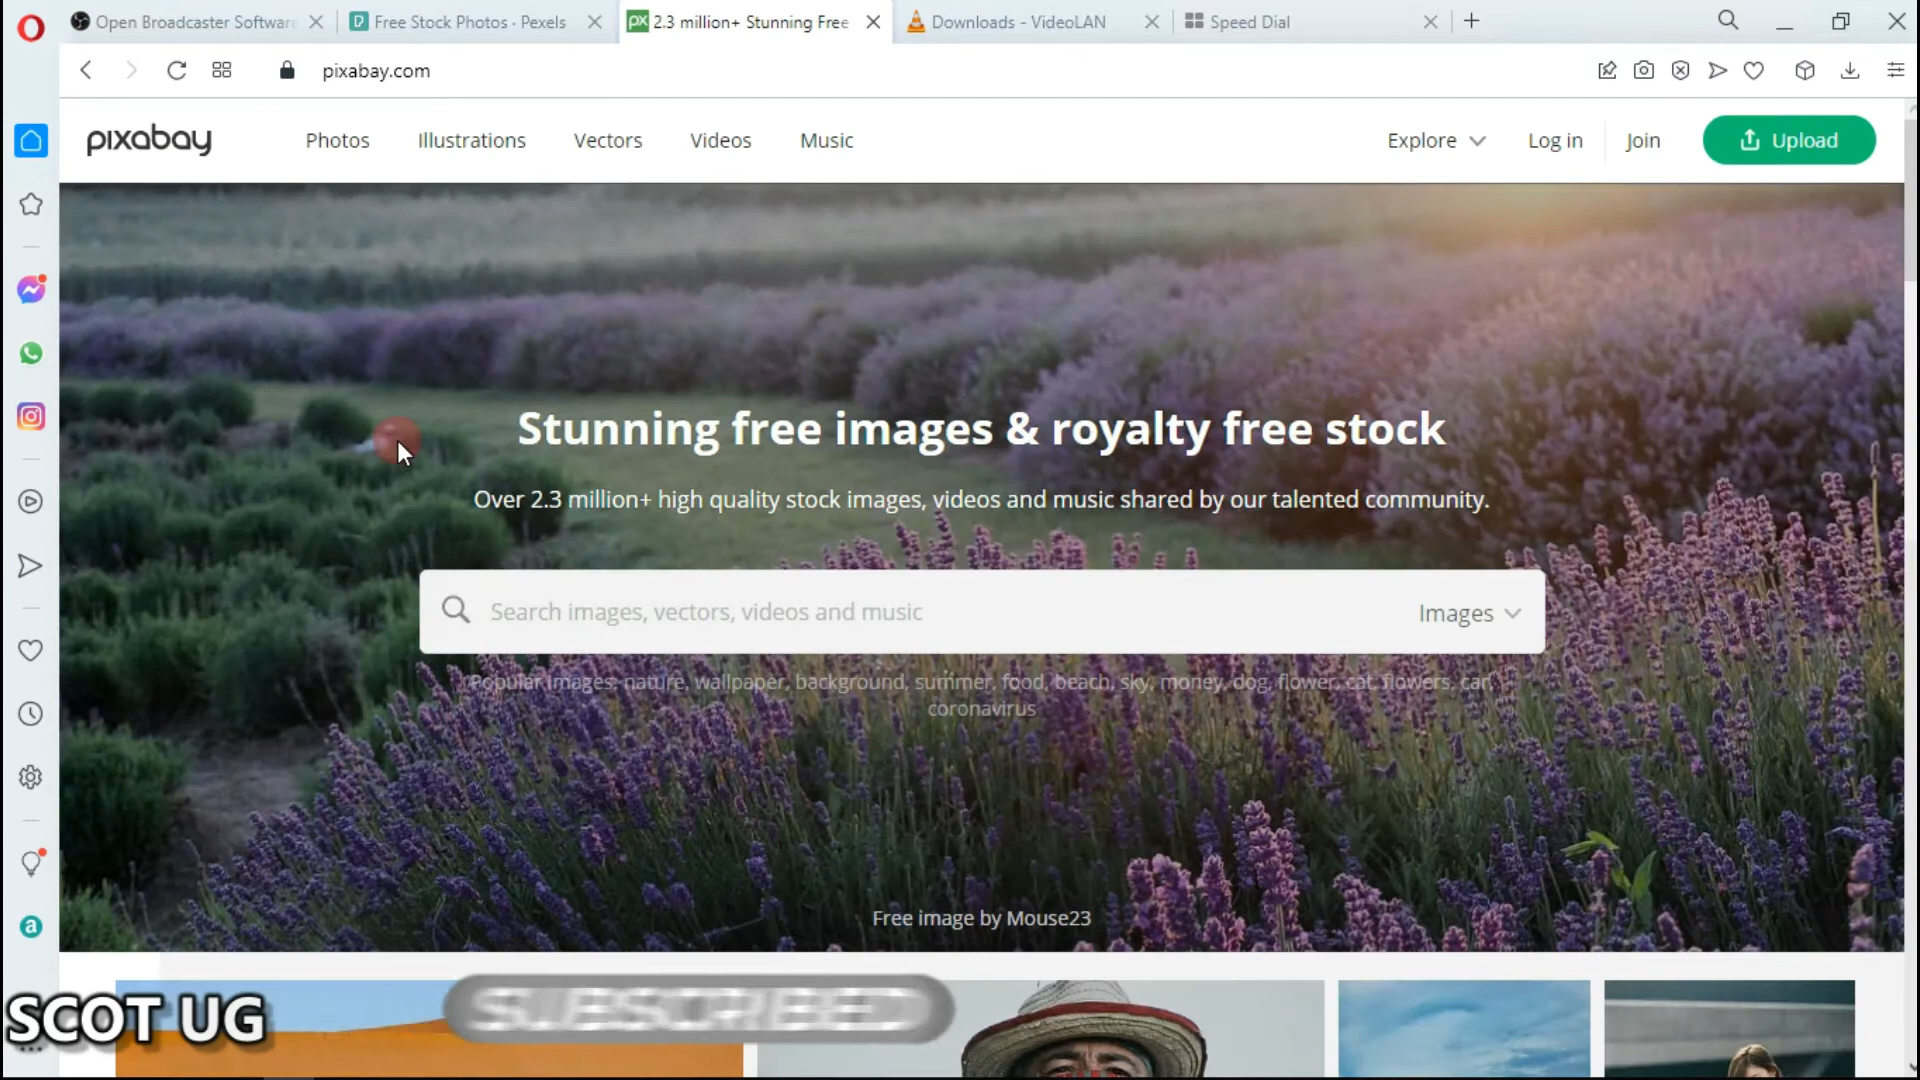 Open Broadcaster Software
Free Stock Photos · Pexels
PX 2.3 million+ Stunning Free
Downloads - VideoLAN
Speed Dial
pixabay.com
pixabay
Photos
Illustrations
Vectors
Videos
Music
Explore
Log in
Join
Upload
Stunning free images & royalty free stock
Over 2.3 million+ high quality stock images, videos and music shared by our talented community.
Search images, vectors, videos and music
Images
Popular Images: nature, wallpaper, background, summer, food, beach, sky, money, dog, flower, cat, flowers, car,
coronavirus
Free image by Mouse23
SCOT UG
SUBSCRIBED